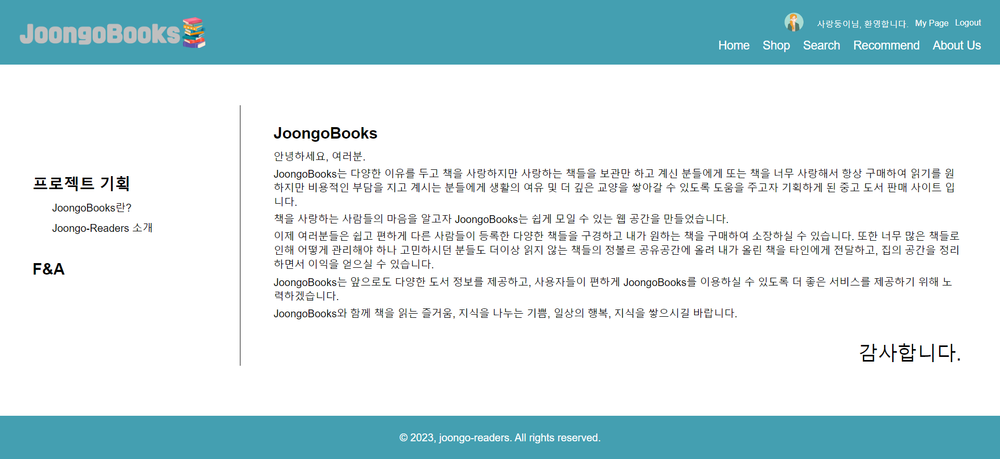 JoongoBooks
사랑둥이님, 환영합니다. My Page Logout
Home Shop Search Recommend About Us
프로젝트 기획
JoongoBooks란?
Joongo-Readers 소개
F&A
JoongoBooks
안녕하세요, 여러분.
JoongoBooks는 다양한 이유를 두고 책을 사랑하지만 사랑하는 책들을 보관만 하고 계신 분들에게 또는 책을 너무 사랑해서 항상 구매하여 읽기를 원
하지만 비용적인 부담을 지고 계시는 분들에게 생활의 여유 및 더 깊은 교양을 쌓아갈 수 있도록 도움을 주고자 기획하게 된 중고 도서 판매 사이트 입
니다.
책을 사랑하는 사람들의 마음을 알고자 JoongoBooks는 쉽게 모일 수 있는 웹 공간을 만들었습니다.
이제 여러분들은 쉽고 편하게 다른 사람들이 등록한 다양한 책들을 구경하고 내가 원하는 책을 구매하여 소장하실 수 있습니다. 또한 너무 많은 책들로
인해 어떻게 관리해야 하나 고민하시던 분들도 더이상 읽지 않는 책들의 정볼르 공유공간에 올려 내가 올린 책을 타인에게 전달하고, 집의 공간을 정리
하면서 이익을 얻으실 수 있습니다.
JoongoBooks는 앞으로도 다양한 도서 정보를 제공하고, 사용자들이 편하게 JoongoBooks를 이용하실 수 있도록 더 좋은 서비스를 제공하기 위해 노
력하겠습니다.
JoongoBooks와 함께 책을 읽는 즐거움, 지식을 나누는 기쁨, 일상의 행복, 지식을 쌓으시길 바랍니다.
감사합니다.
© 2023, joongo-readers. All rights reserved.